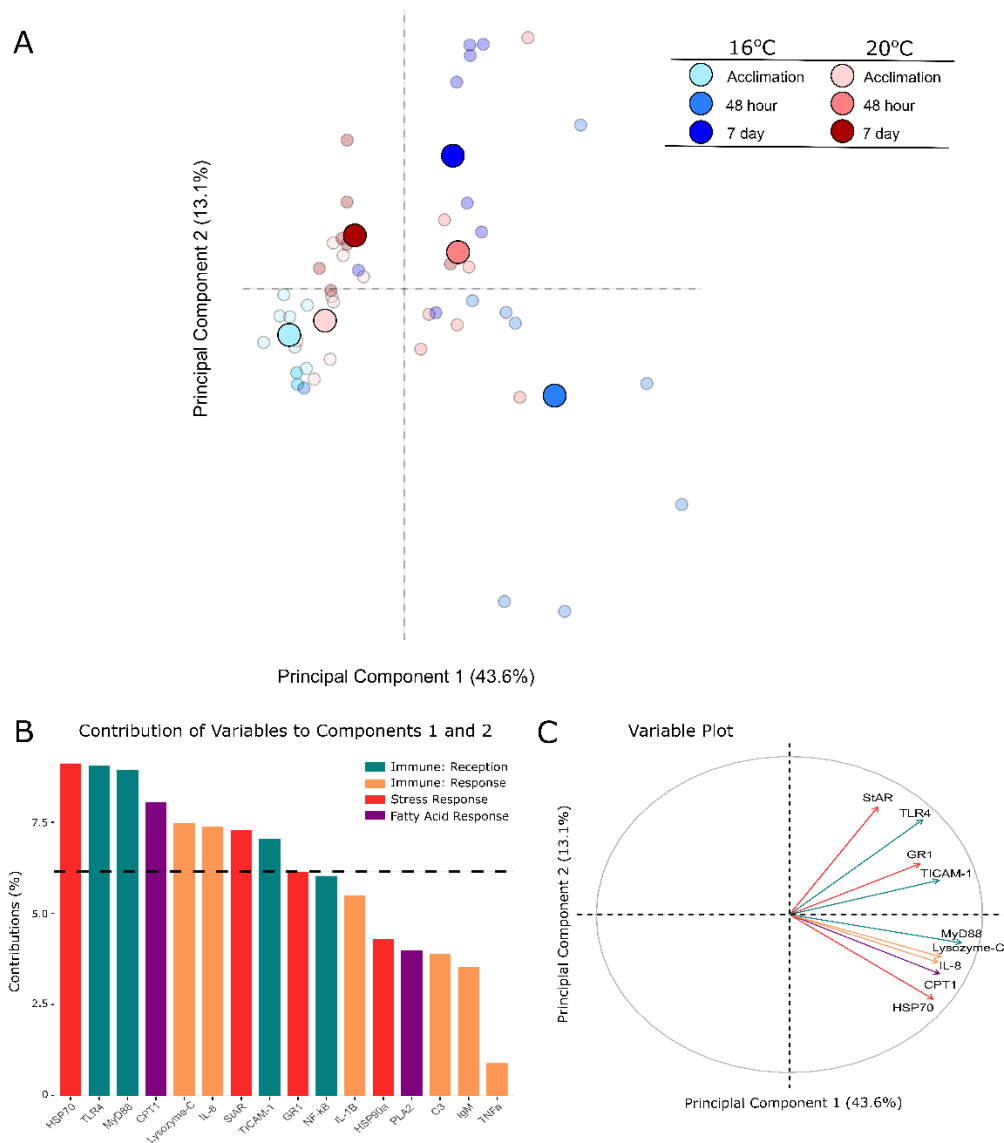 A
16°C
20°C
Acclimation
Acclimation
48 hour
48 hour
7 day
7 day
Principal Component 2 (13.1%)
Principal Component 1 (43.6%)
B
Contribution of Variables to Components 1 and 2
Immune: Reception
Immune: Response
Stress Response
Fatty Acid Response
Contributions (%)
7.5
5.0
2.5
0
HSP70
TLR4
MyD88
CPT1
Lysozyme-C
IL-8
StAR
TICAM-1
GR1
NF-kB
IL-1B
HSP90a
PLA2
C3
IgM
TNFa
C
Variable Plot
Principlal Component 2 (13.1%)
StAR
TLR4
GR1
TICAM-1
MyD88
Lysozyme-C
IL-8
CPT1
HSP70
Principlal Component 1 (43.6%)